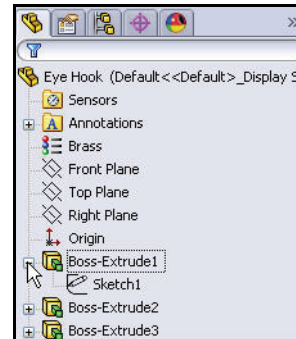 Eye Hook (Default<<Default>_Display S
Sensors
A Annotations
Brass
Front Plane
Top Plane
Right Plane
Origin
Boss-Extrude1
Sketch1
Boss-Extrude2
Boss-Extrude3